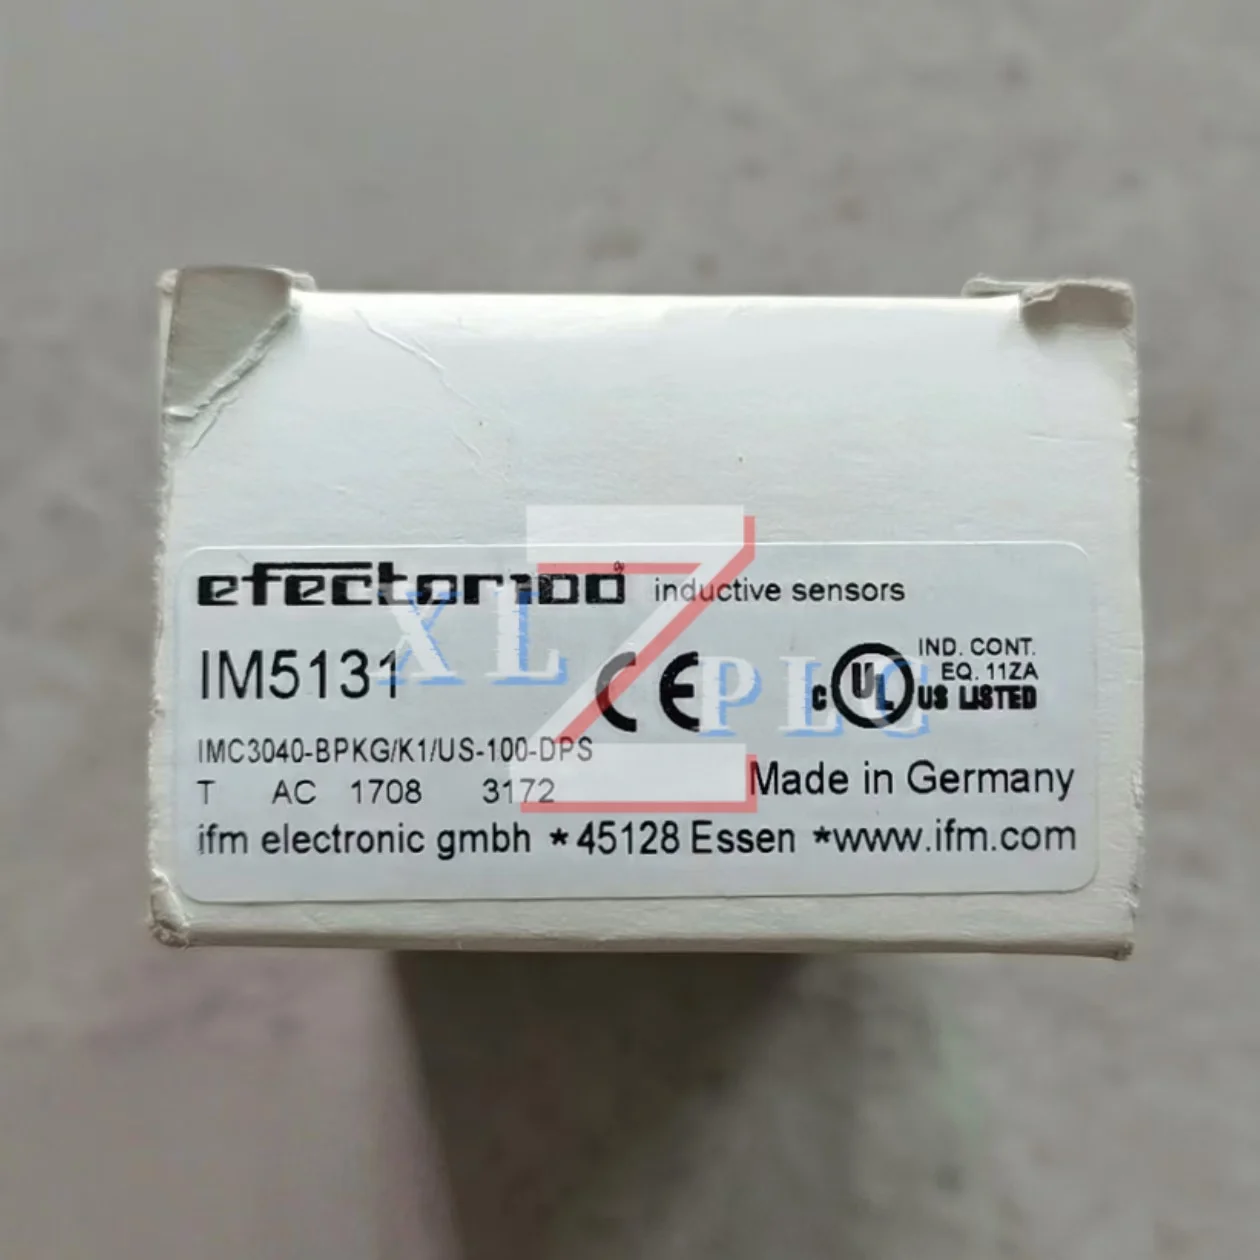 efector100® inductive sensors
IM5131
CE
C UL US LISTED
IND. CONT.
EQ. 11ZA
IMC3040-BPKG/K1/US-100-DPS
T AC 1708 3172
Made in Germany
ifm electronic gmbh *45128 Essen *www.ifm.com
XLZ PLC